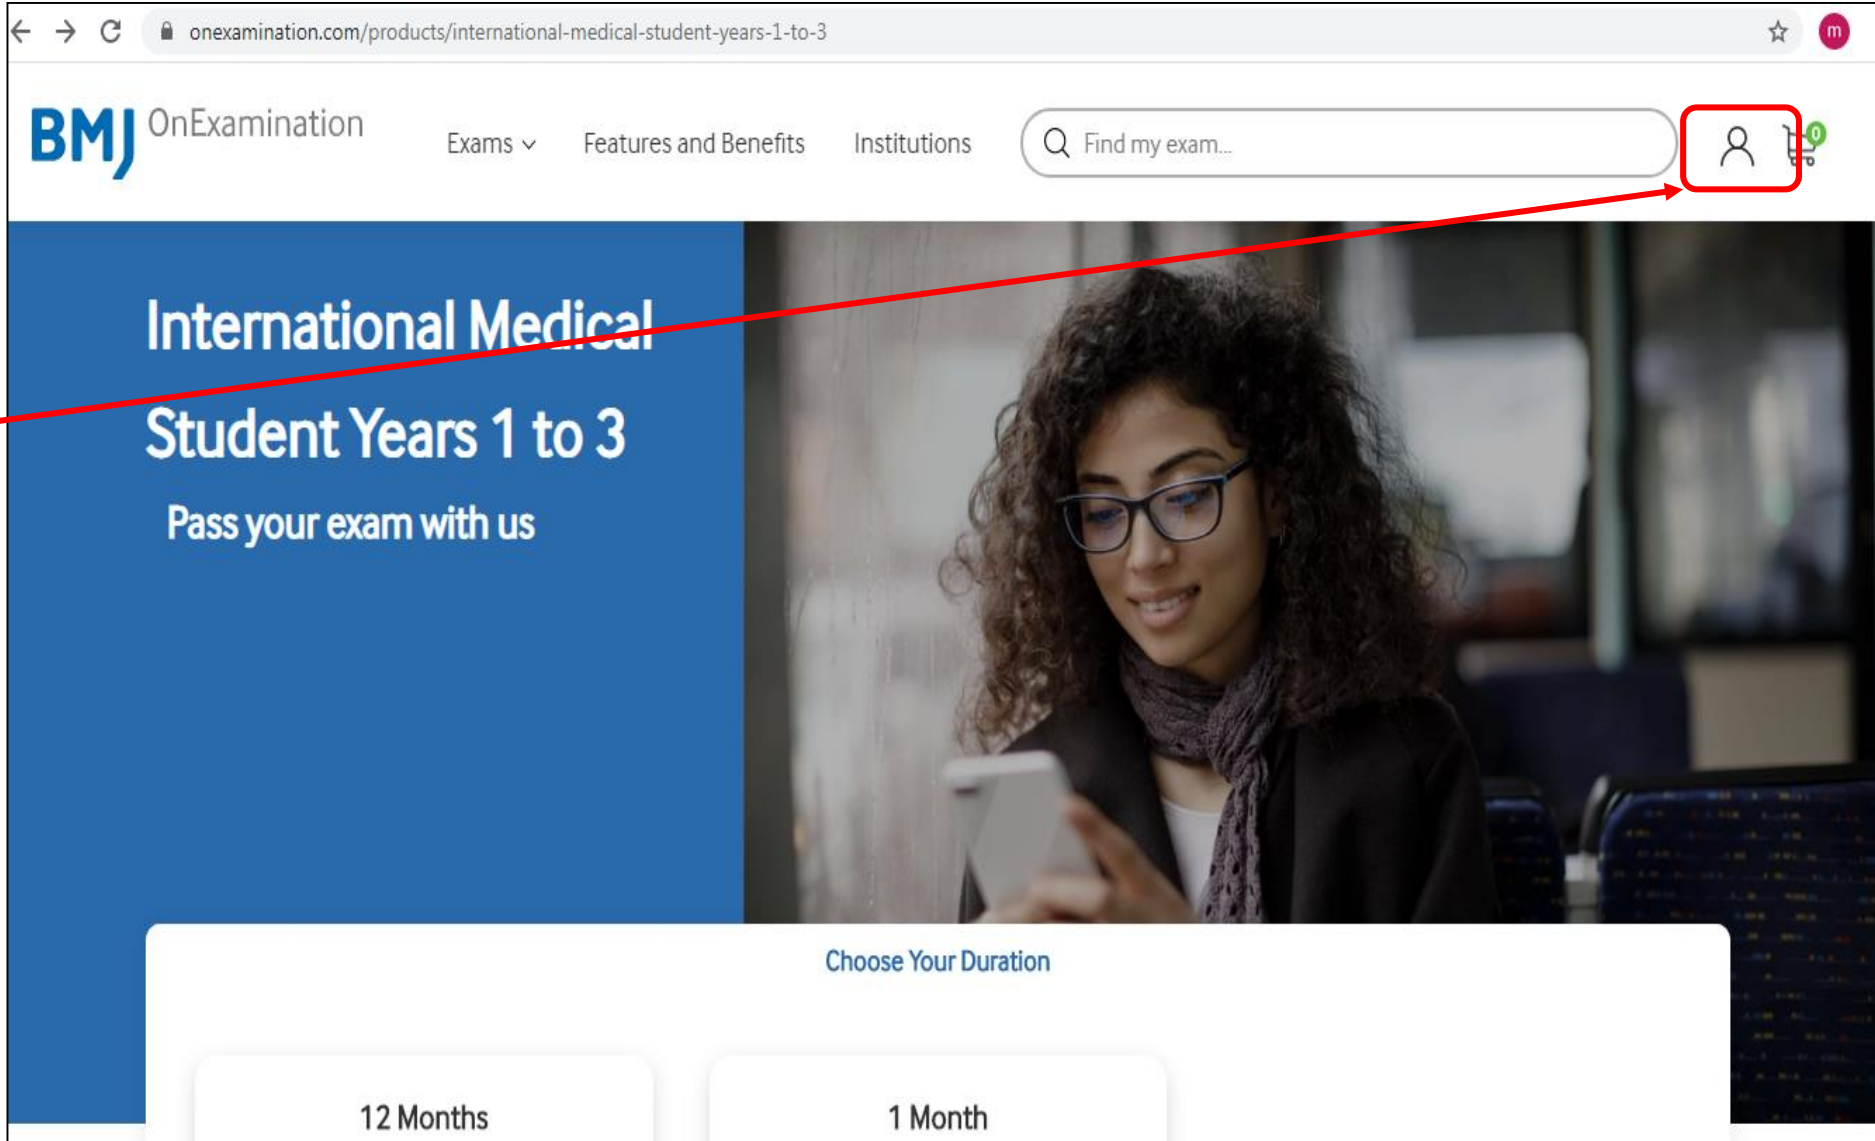 onexamination.com/products/international-medical-student-years-1-to-3
m
BMJ OnExamination
Exams Features and Benefits Institutions Find my exam... 0
International Medical
Student Years 1 to 3
Pass your exam with us
Choose Your Duration
12 Months 1 Month